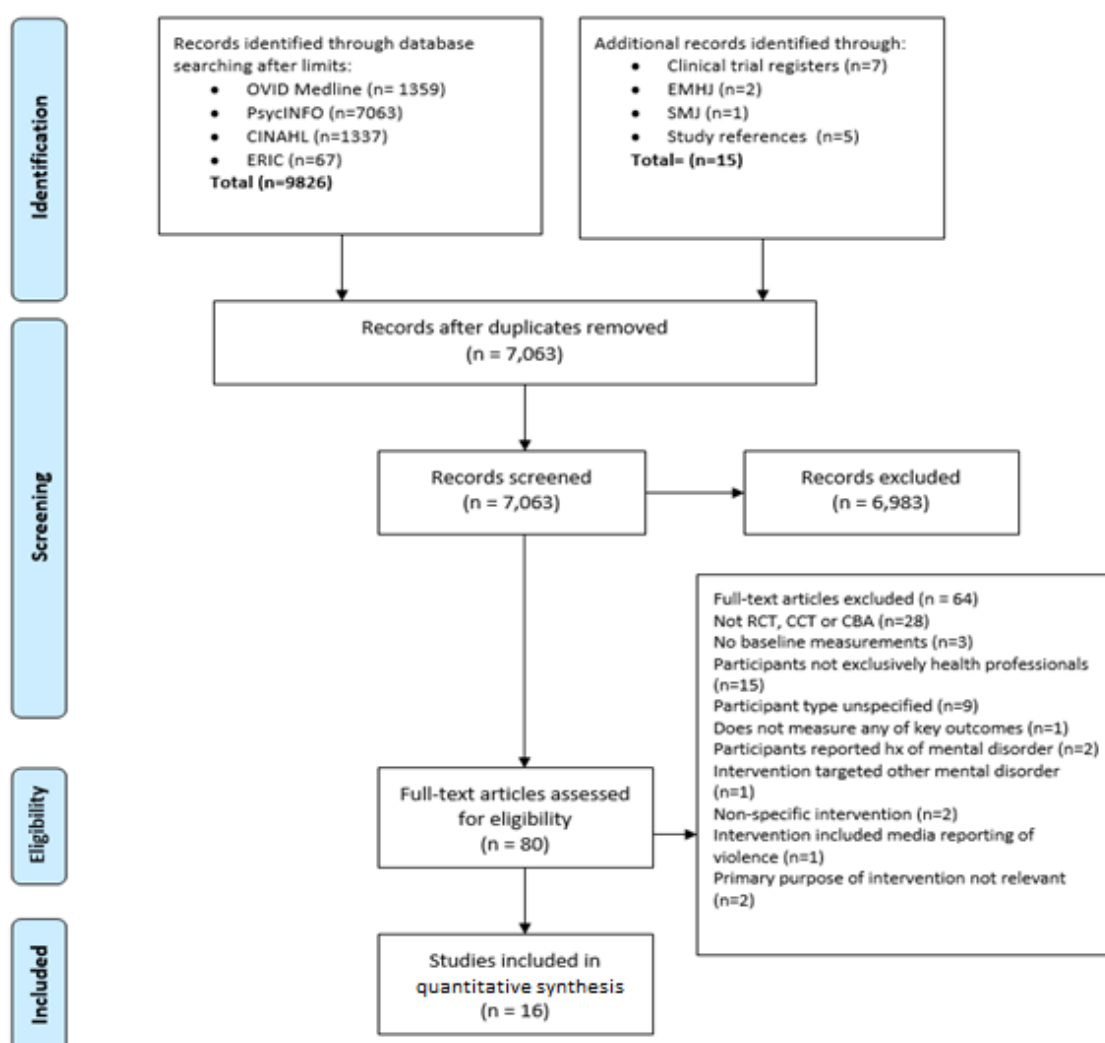 Identification
Records identified through database
searching after limits:
• OVID Medline (n= 1359)
• PsycINFO (n=7063)
• CINAHL (n=1337)
• ERIC (n=67)
Total (n=9826)
Additional records identified through:
• Clinical trial registers (n=7)
• EMHJ (n=2)
• SMJ (n=1)
• Study references (n=5)
Total= (n=15)
Screening
Records after duplicates removed
(n = 7,063)
Records screened
(n = 7,063)
Records excluded
(n = 6,983)
Eligibility
Full-text articles assessed
for eligibility
(n = 80)
Full-text articles excluded (n = 64)
Not RCT, CCT or CBA (n=28)
No baseline measurements (n=3)
Participants not exclusively health professionals
(n=15)
Participant type unspecified (n=9)
Does not measure any of key outcomes (n=1)
Participants reported hx of mental disorder (n=2)
Intervention targeted other mental disorder
(n=1)
Non-specific intervention (n=2)
Intervention included media reporting of
violence (n=1)
Primary purpose of intervention not relevant
(n=2)
Included
Studies included in
quantitative synthesis
(n = 16)